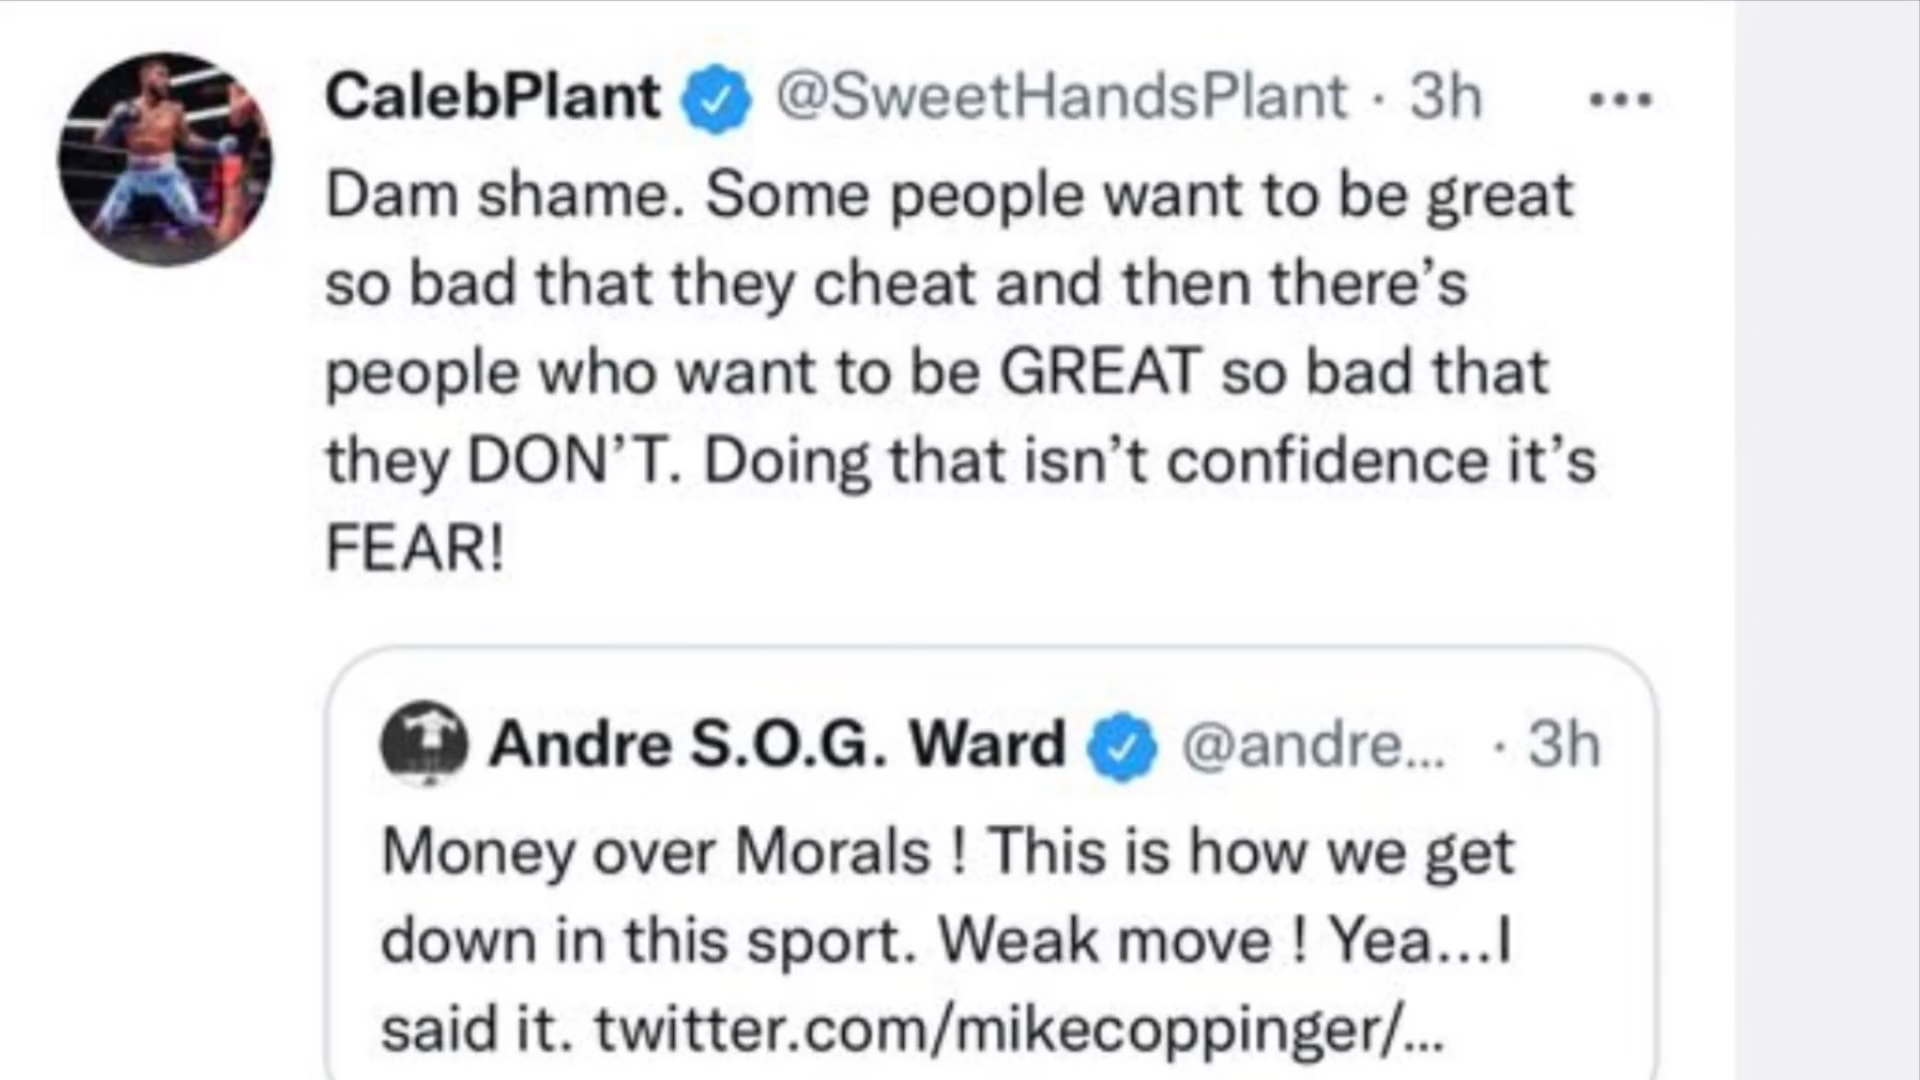 CalebPlant @SweetHandsPlant · 3h
Dam shame. Some people want to be great
so bad that they cheat and then there’s
people who want to be GREAT so bad that
they DON’T. Doing that isn’t confidence it’s
FEAR!
Andre S.O.G. Ward @andre... · 3h
Money over Morals ! This is how we get
down in this sport. Weak move ! Yea...I
said it. twitter.com/mikecoppinger/...